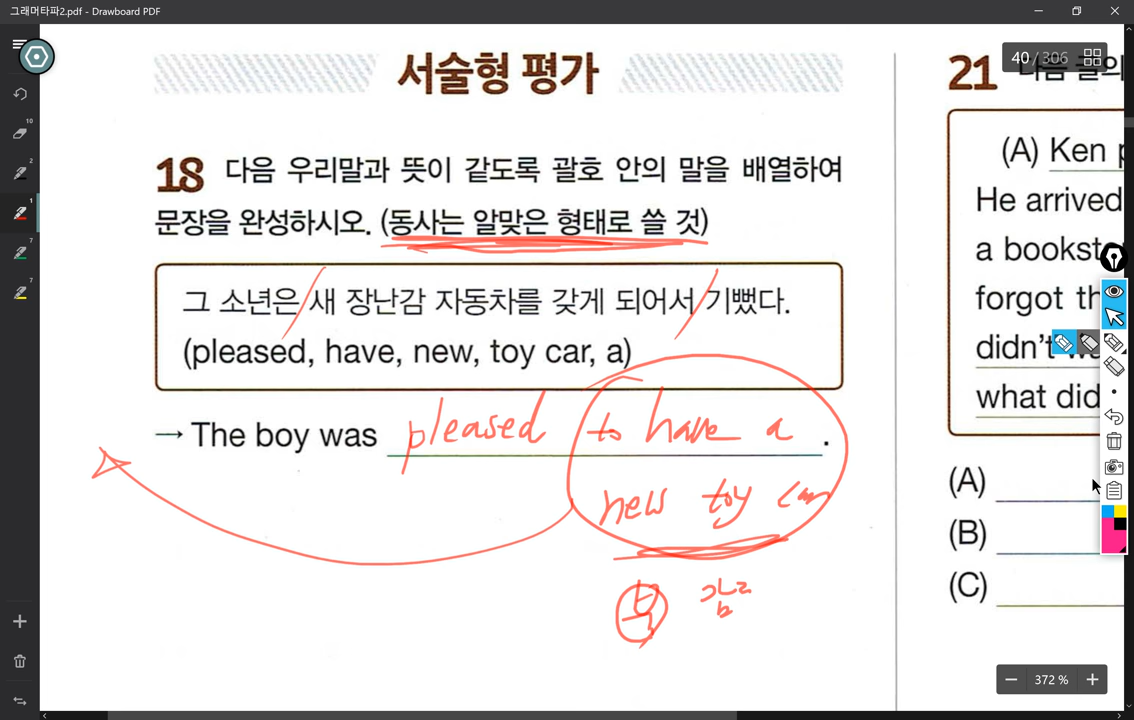 그래머타파2.pdf - Drawboard PDF
40 / 306
10
2
1
7
7
서술형 평가
18 다음 우리말과 뜻이 같도록 괄호 안의 말을 배열하여
문장을 완성하시오. (동사는 알맞은 형태로 쓸 것)
그 소년은 새 장난감 자동차를 갖게 되어서 기뻤다.
(pleased, have, new, toy car, a)
→ The boy was pleased to have a .
new toy car
21
(A) Ken
He arrived
a bookst
forgot th
didn't
what did
(A)
(B)
(C)
372 %